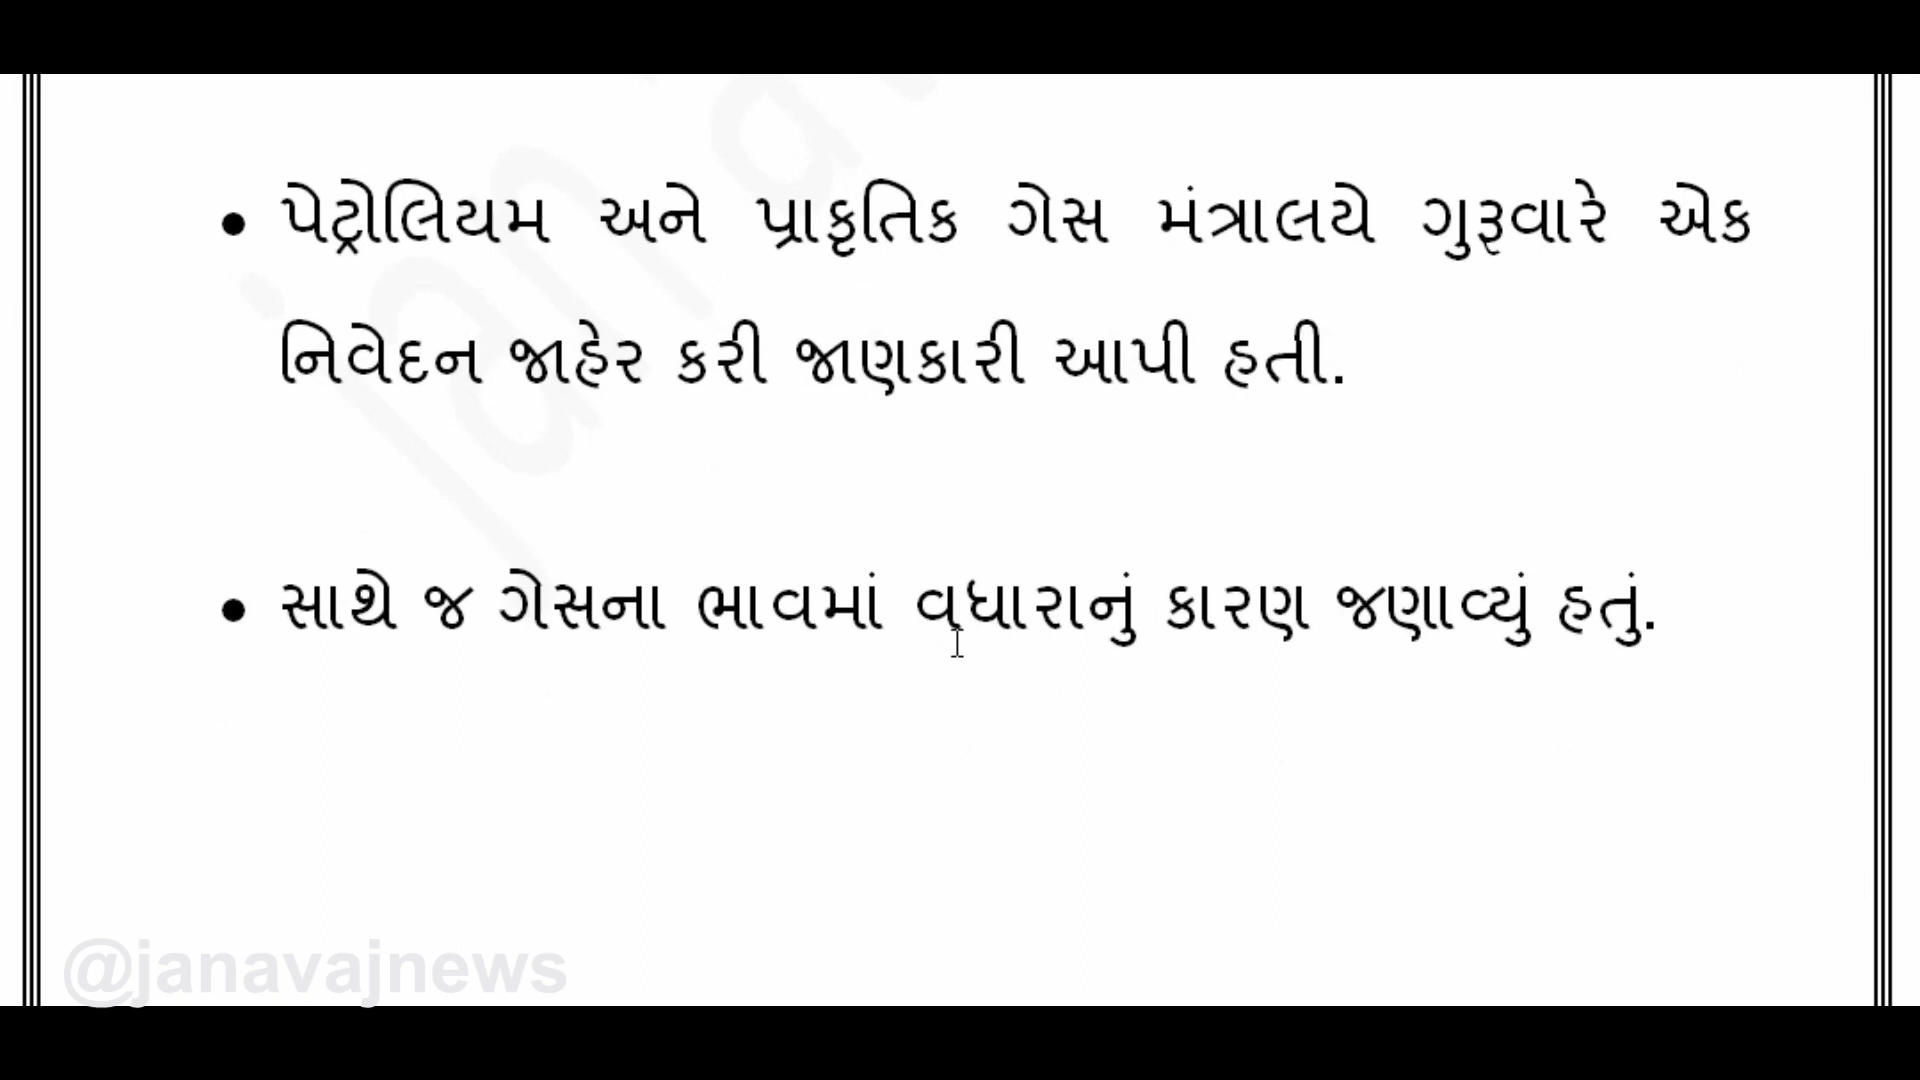 • પેટ્રોલિયમ અને પ્રાકૃતિક ગેસ મંત્રાલયે ગુરૂવારે એક
નિવેદન જાહેર કરી જાણકારી આપી હતી.
• સાથે જ ગેસના ભાવમાં વધારાનું કારણ જણાવ્યું હતું.
@janavajnews